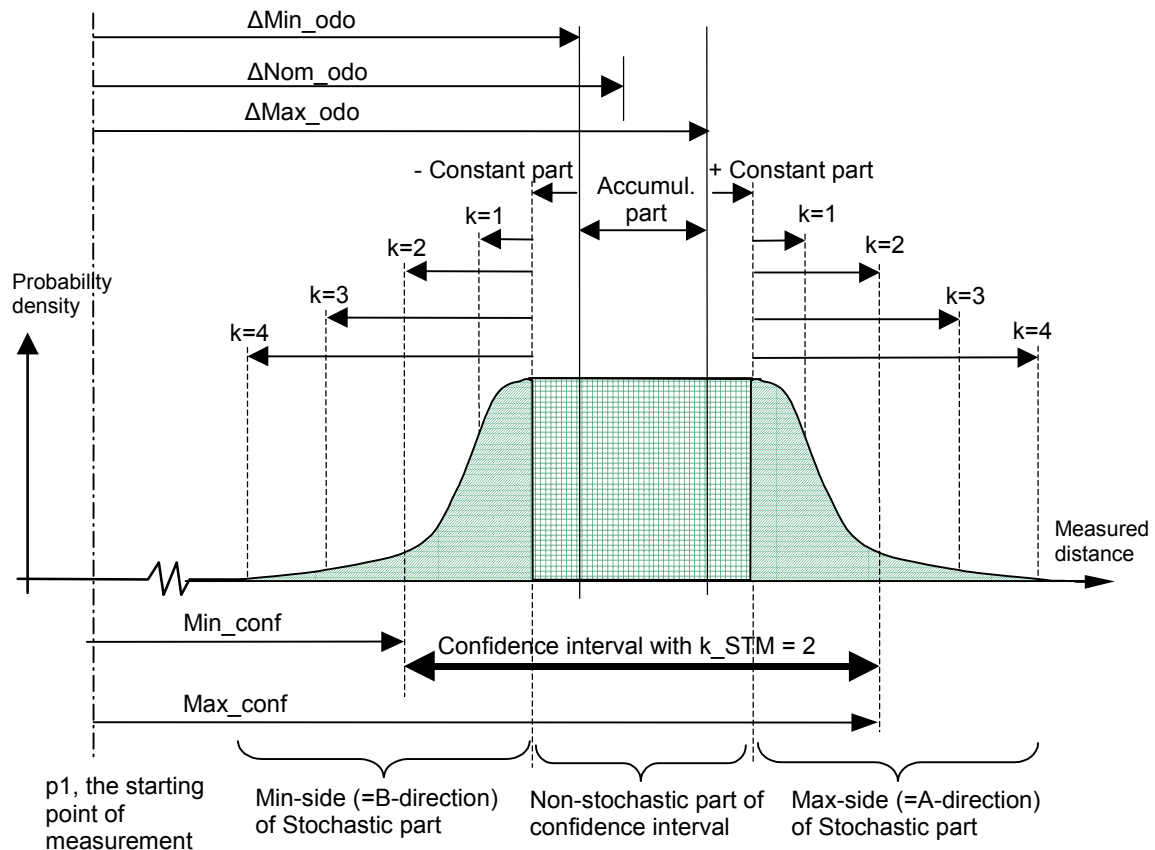 ΔMin_odo
ΔNom_odo
ΔMax_odo
- Constant part
+ Constant part
Accumul.
part
k=1
k=1
k=2
k=2
k=3
k=3
k=4
k=4
Probability
density
Measured
distance
Min_conf
Confidence interval with k_STM = 2
Max_conf
p1, the starting
point of
measurement
Min-side (=B-direction)
of Stochastic part
Non-stochastic part of
confidence interval
Max-side (=A-direction)
of Stochastic part